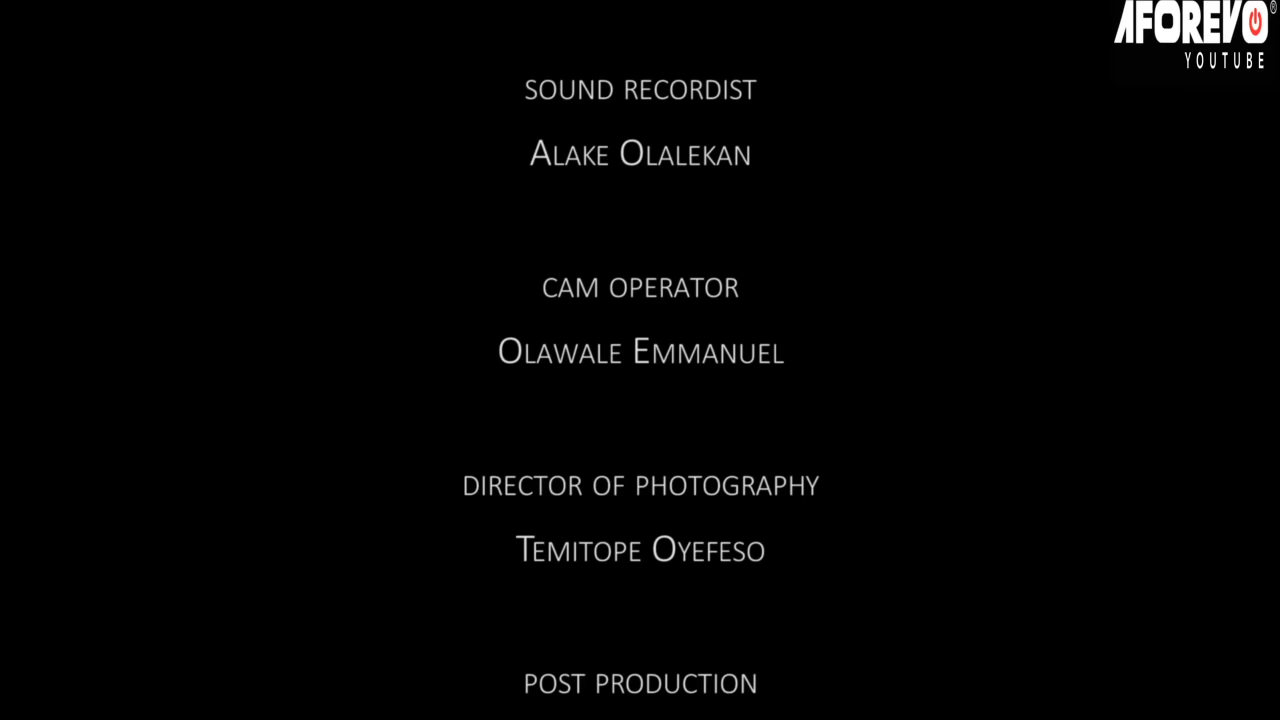 AFOREVO®
YOUTUBE
SOUND RECORDIST
ALAKE OLALEKAN
CAM OPERATOR
OLAWALE EMMANUEL
DIRECTOR OF PHOTOGRAPHY
TEMITOPE OYEFESO
POST PRODUCTION